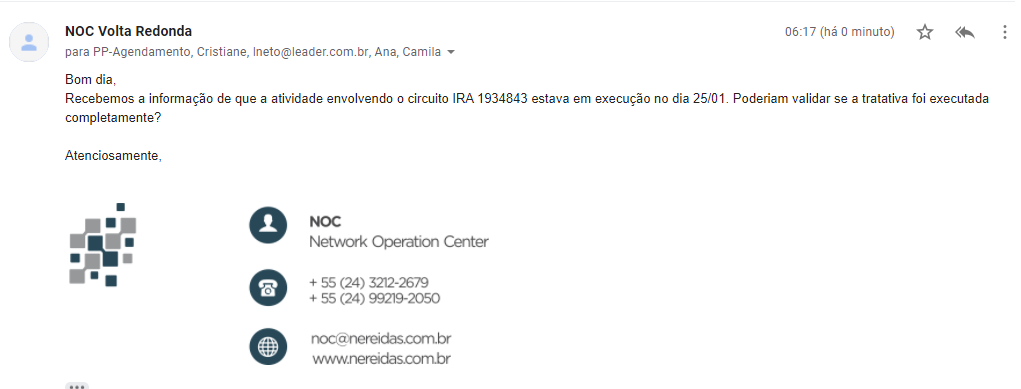 NOC Volta Redonda
06:17 (há 0 minuto)
para PP-Agendamento, Cristiane, lneto@leader.com.br, Ana, Camila
Bom dia,
Recebemos a informação de que a atividade envolvendo o circuito IRA 1934843 estava em execução no dia 25/01. Poderiam validar se a tratativa foi executada
completamente?
Atenciosamente,
NOC
Network Operation Center
+ 55 (24) 3212-2679
+ 55 (24) 99219-2050
noc@nereidas.com.br
www.nereidas.com.br